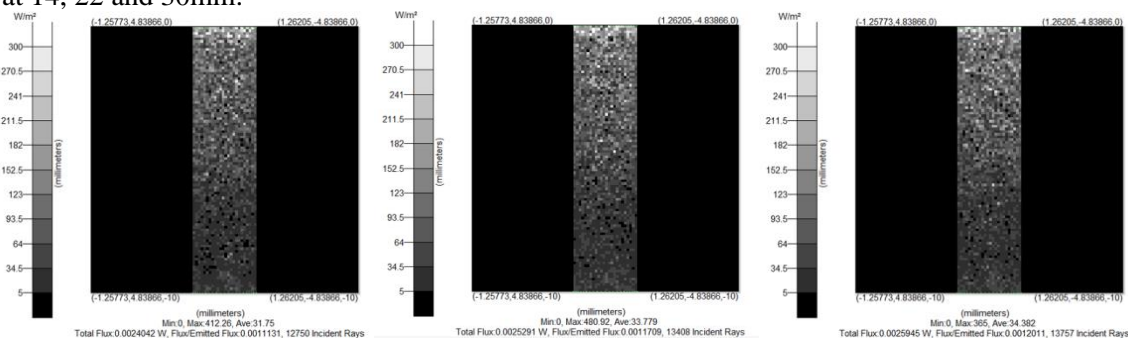 at 14, 22 and 30mm.
W/m²
(-1.25773,4.83866,0) (1.26205,-4.83866,0)
300
270.5
241
211.5
182
152.5
123
93.5
64
34.5
5
(millimeters)
(-1.25773,4.83866,-10) (1.26205,-4.83866,-10)
(millimeters)
Min:0, Max:412.26, Ave:31.75
Total Flux:0.0024042 W, Flux/Emitted Flux:0.0011131, 12750 Incident Rays
W/m²
(-1.25773,4.83866,0) (1.26205,-4.83866,0)
300
270.5
241
211.5
182
152.5
123
93.5
64
34.5
5
(millimeters)
(-1.25773,4.83866,-10) (1.26205,-4.83866,-10)
(millimeters)
Min:0, Max:480.92, Ave:33.779
Total Flux:0.0025291 W, Flux/Emitted Flux:0.0011709, 13408 Incident Rays
W/m²
(-1.25773,4.83866,0) (1.26205,-4.83866,0)
300
270.5
241
211.5
182
152.5
123
93.5
64
34.5
5
(millimeters)
(-1.25773,4.83866,-10) (1.26205,-4.83866,-10)
(millimeters)
Min:0, Max:365, Ave:34.382
Total Flux:0.0025945 W, Flux/Emitted Flux:0.0012011, 13757 Incident Rays